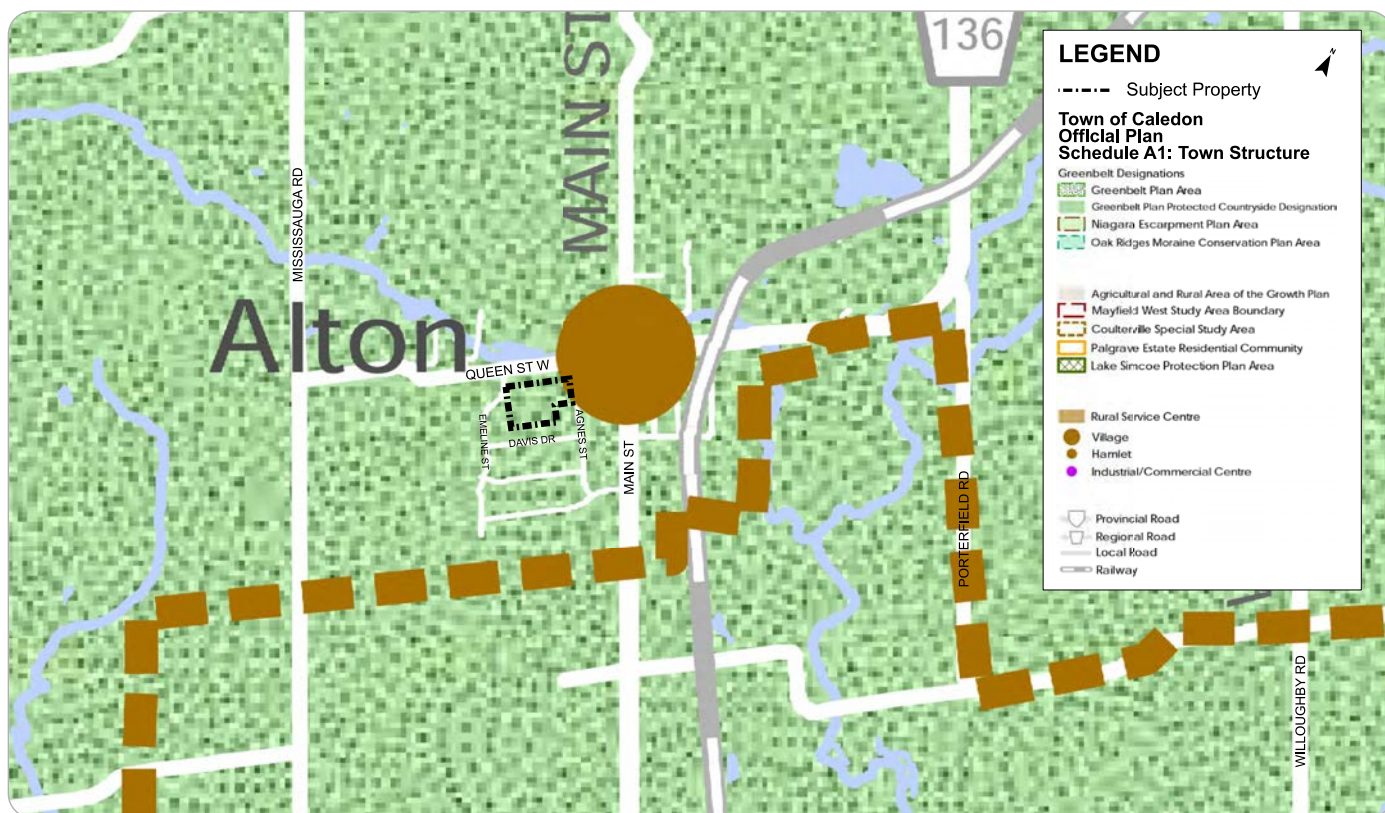 MAIN ST
136
MISSISSAUGA RD
Alton
QUEEN ST W
EMELINE ST
DAVIS DR
AGNES ST
MAIN ST
PORTERFIELD RD
WILLOUGHBY RD
LEGEND
N
Subject Property
Town of Caledon
Official Plan
Schedule A1: Town Structure
Greenbelt Designations
Greenbelt Plan Area
Greenbelt Plan Protected Countryside Designation
Niagara Escarpment Plan Area
Oak Ridges Moraine Conservation Plan Area
Agricultural and Rural Area of the Growth Plan
Mayfield West Study Area Boundary
Coulterville Special Study Area
Palgrave Estate Residential Community
Lake Simcoe Protection Plan Area
Rural Service Centre
Village
Hamlet
Industrial/Commercial Centre
Provincial Road
Regional Road
Local Road
Railway